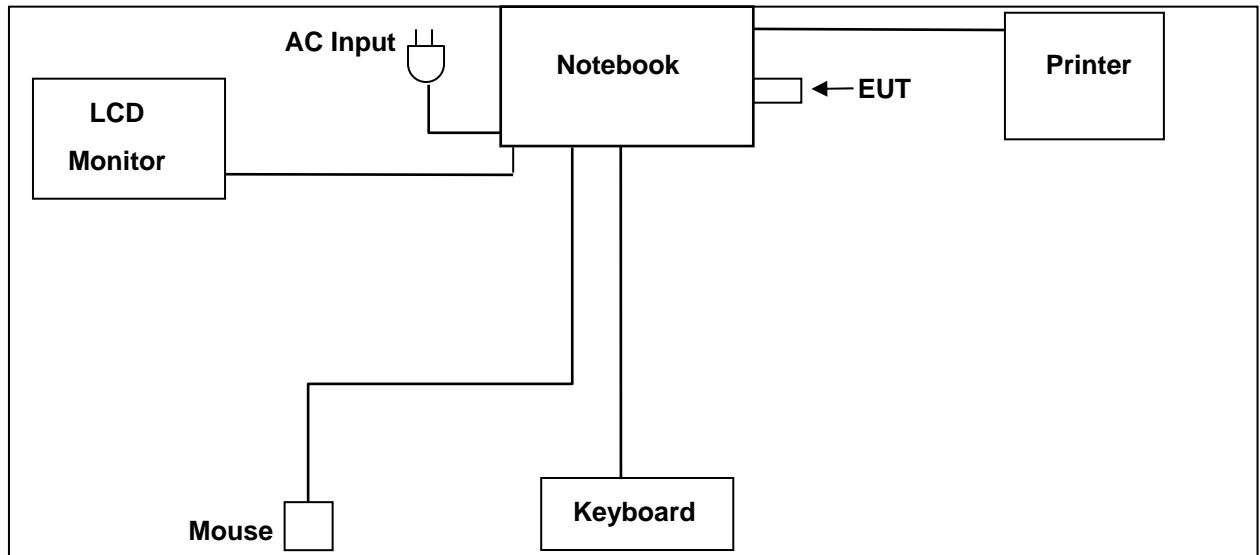 AC Input
Notebook
Printer
EUT
LCD
Monitor
Mouse
Keyboard